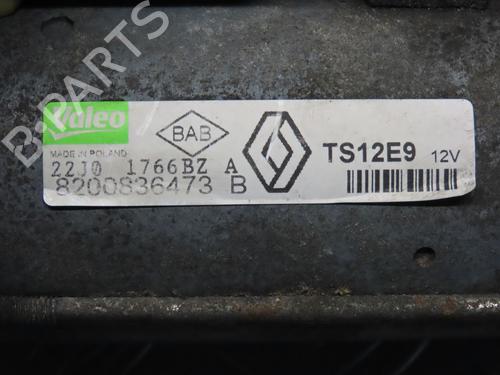 B-PARTS
Valeo
MADE IN POLAND
BAB
TS12E9 12V
22J0 1766BZ A
8200836473 B